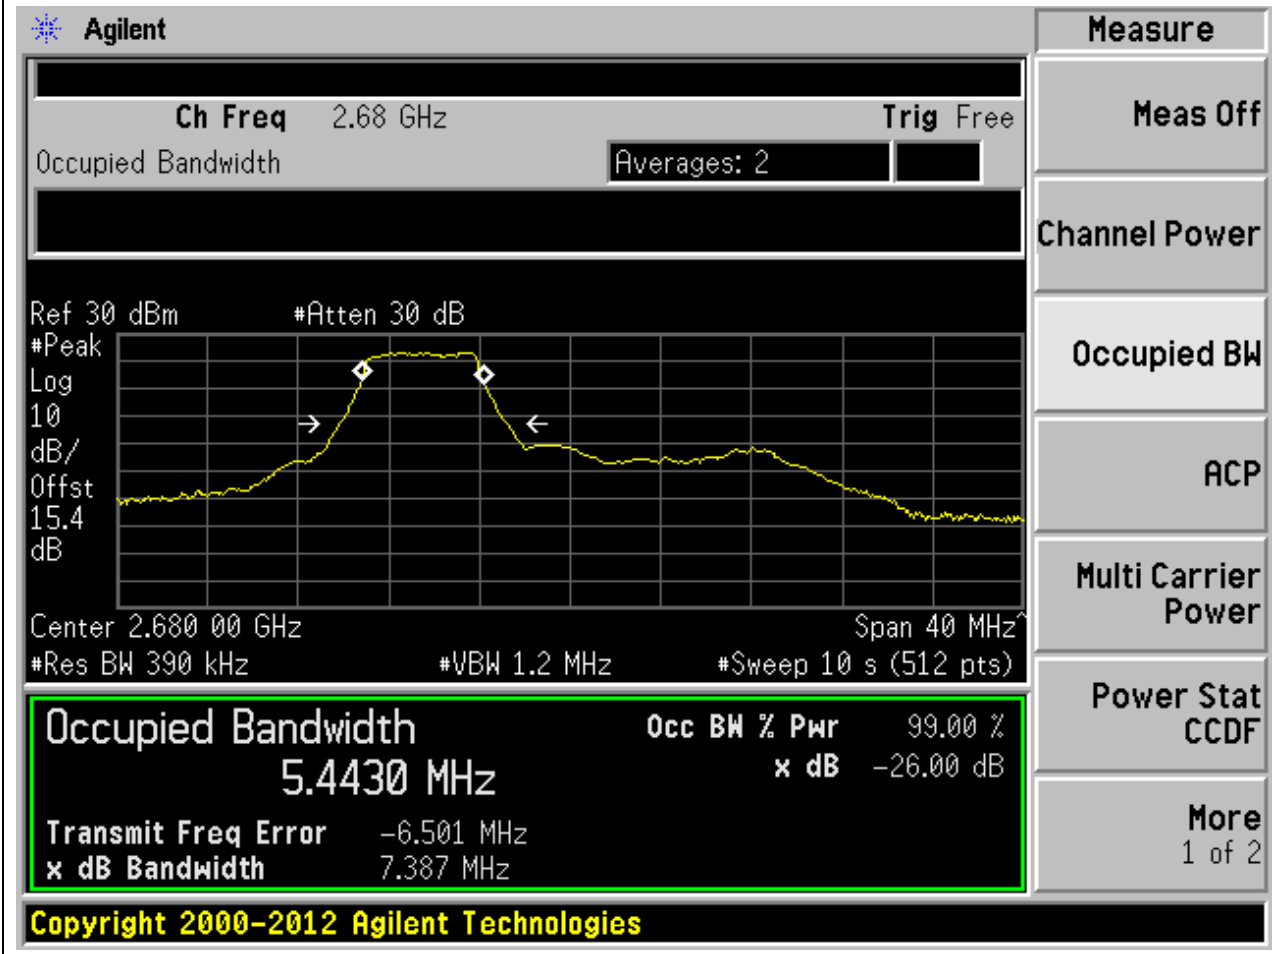 Agilent
Measure
Ch Freq 2.68 GHz Trig Free
Occupied Bandwidth Averages: 2
Ref 30 dBm #Atten 30 dB
#Peak
Log
10
dB/
Offst
15.4
dB
Center 2.680 00 GHz Span 40 MHz^
#Res BW 390 kHz #VBW 1.2 MHz #Sweep 10 s (512 pts)
Occupied Bandwidth Occ BW % Pwr 99.00 %
5.4430 MHz x dB -26.00 dB
Transmit Freq Error -6.501 MHz
x dB Bandwidth 7.387 MHz
Copyright 2000-2012 Agilent Technologies
Meas Off
Channel Power
Occupied BW
ACP
Multi Carrier
Power
Power Stat
CCDF
More
1 of 2